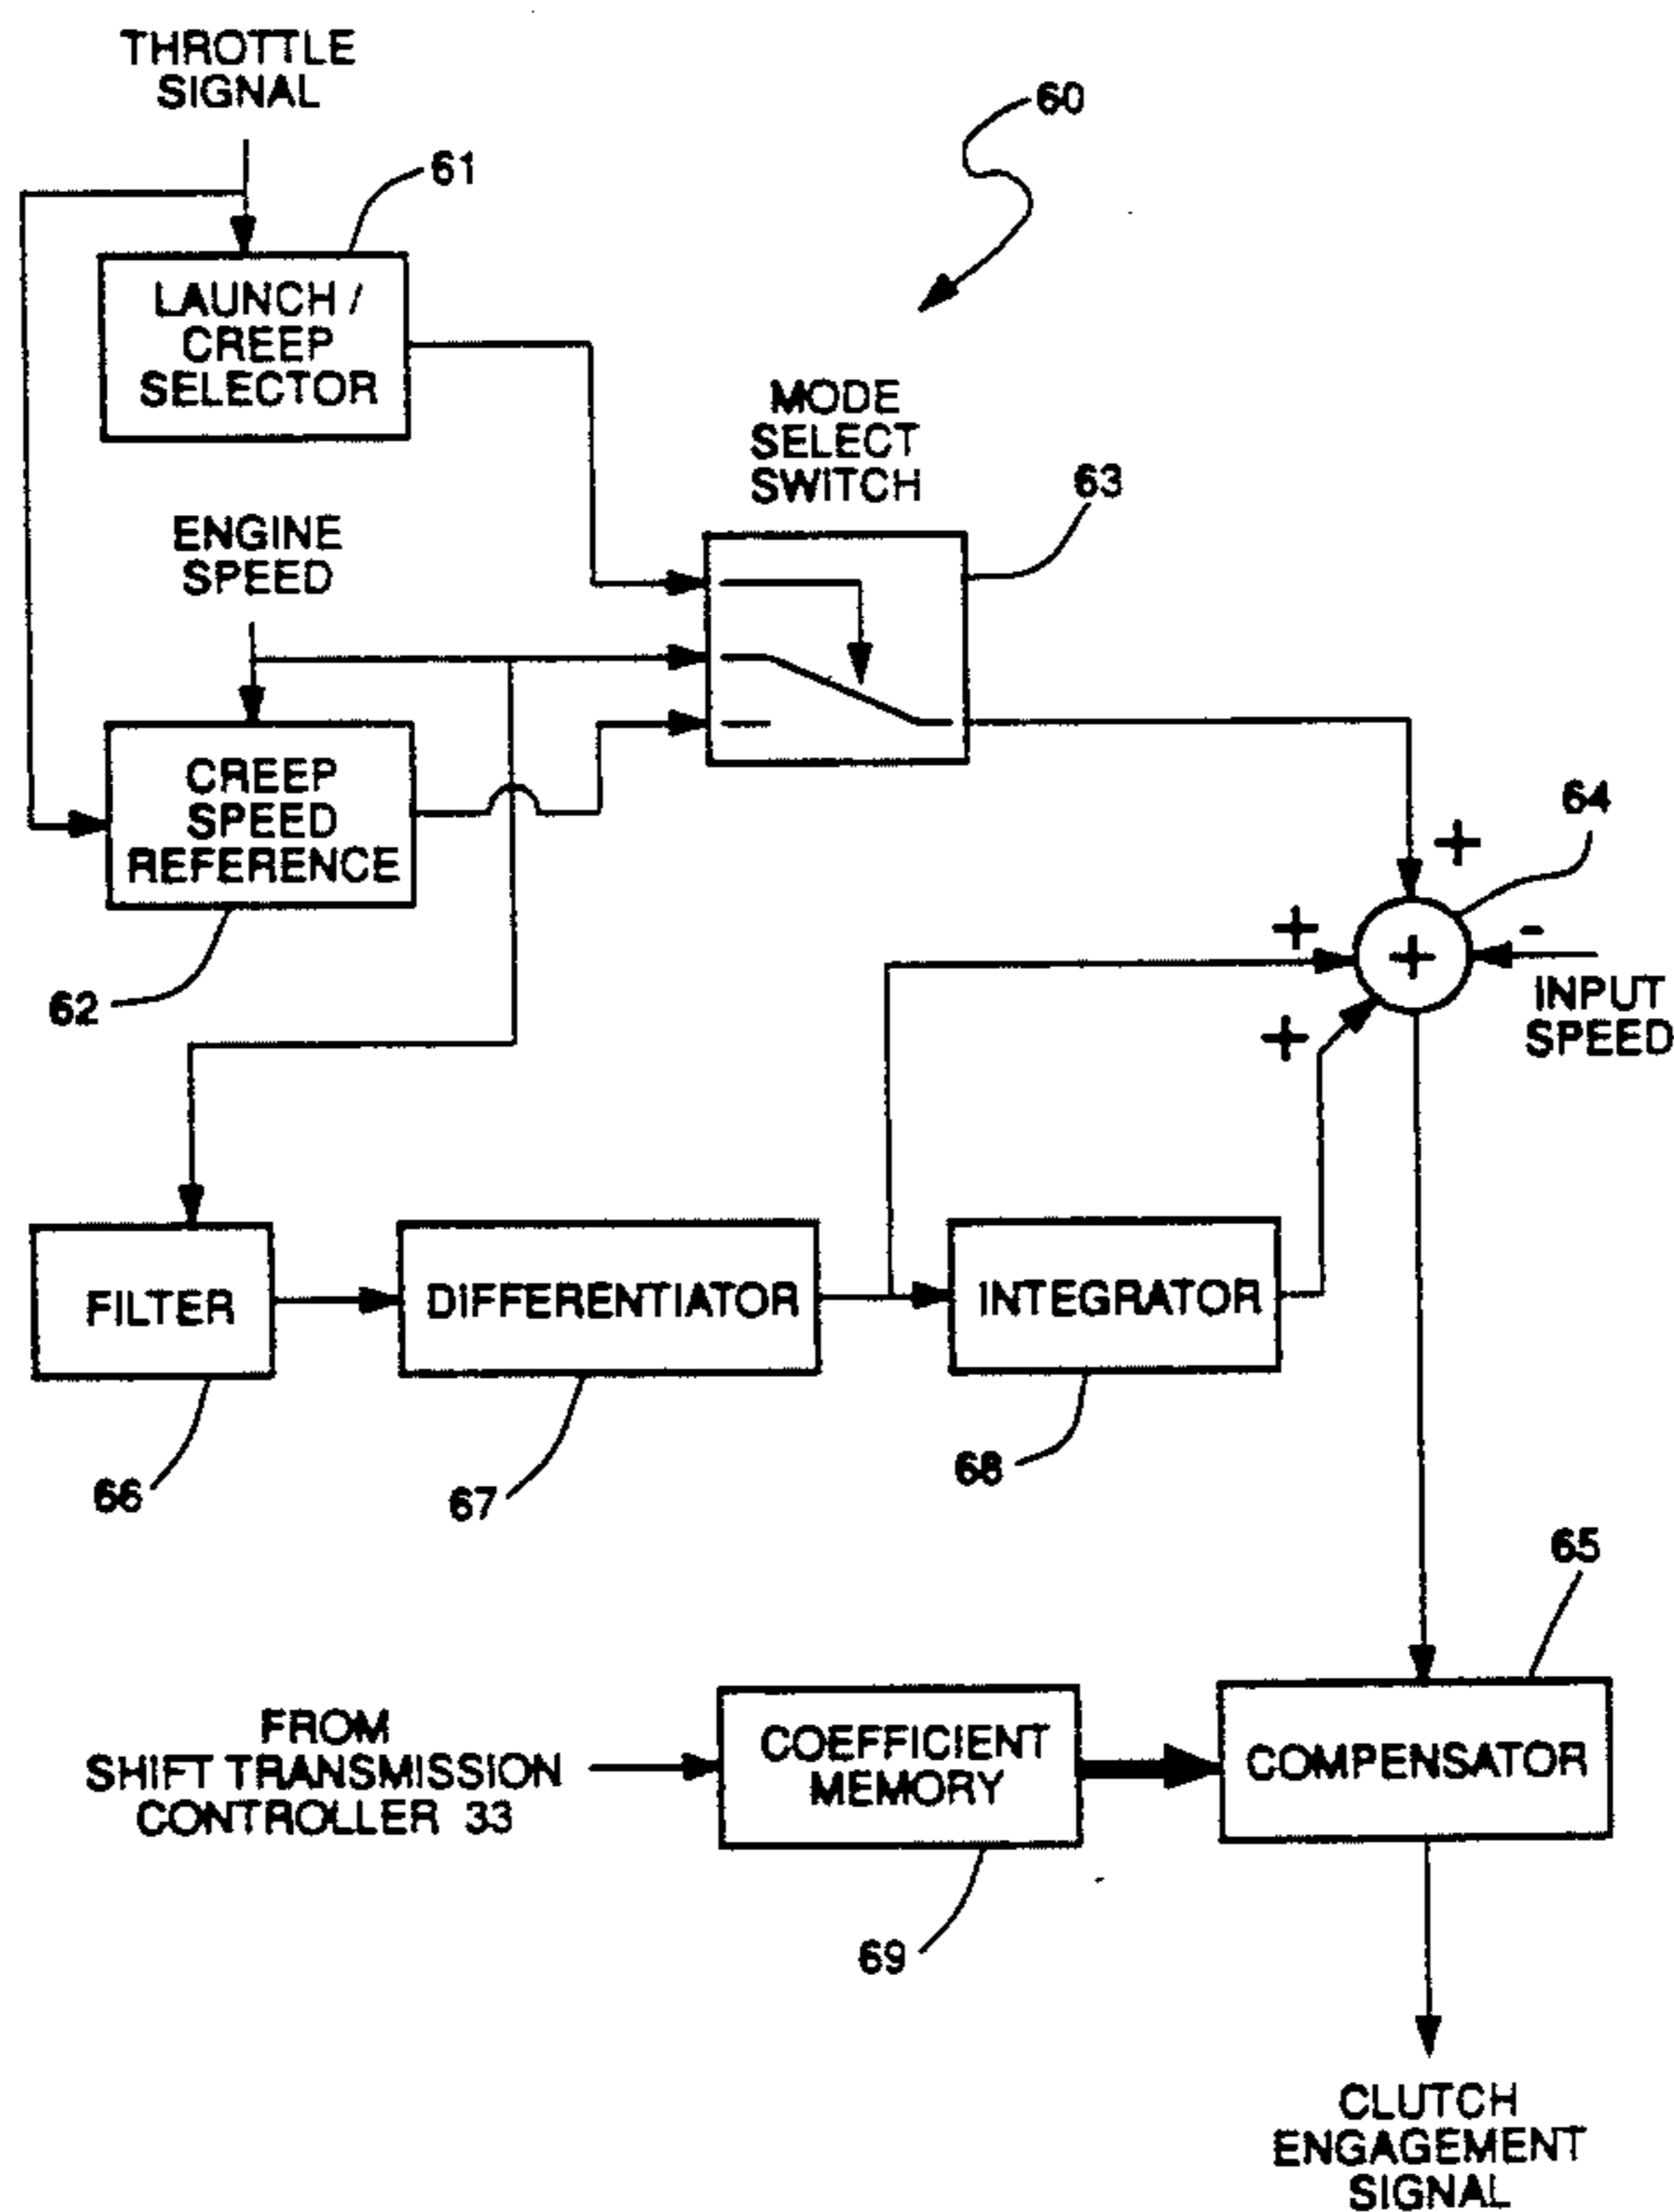 THROTTLE
SIGNAL
60
61
LAUNCH /
CREEP
SELECTOR
MODE
SELECT
SWITCH
63
ENGINE
SPEED
CREEP
SPEED
REFERENCE
62
64
+
+
+
+
-
INPUT
SPEED
FILTER
DIFFERENTIATOR
INTEGRATOR
66
67
68
65
FROM
SHIFT TRANSMISSION
CONTROLLER 33
COEFFICIENT
MEMORY
COMPENSATOR
69
CLUTCH
ENGAGEMENT
SIGNAL